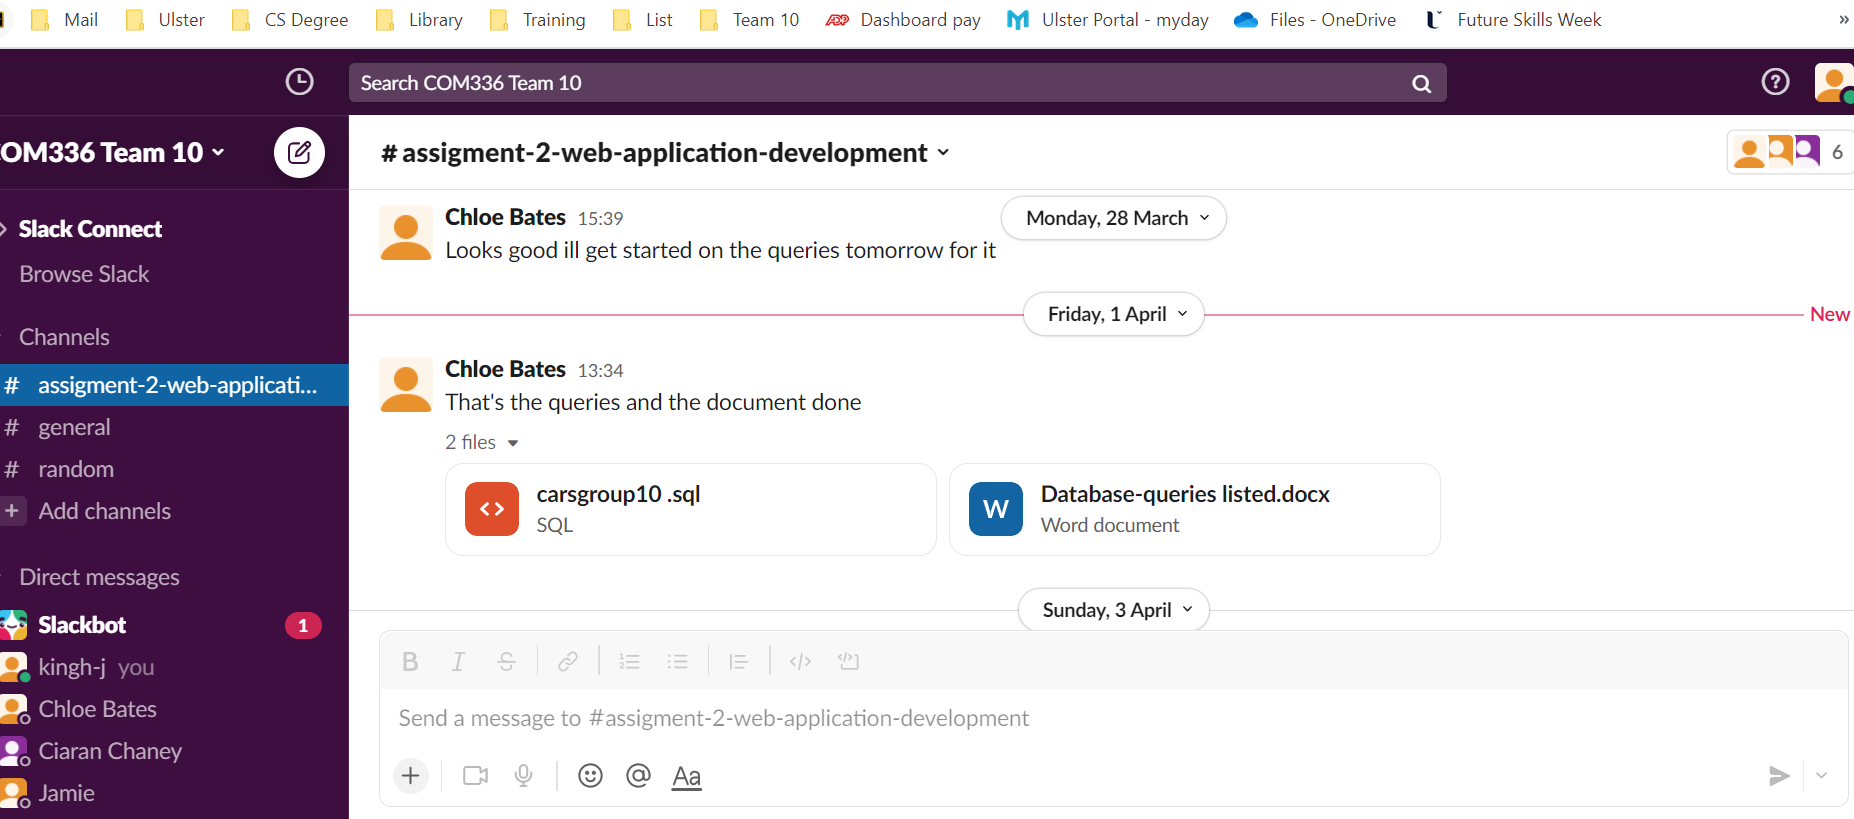 Mail Ulster CS Degree Library Training List Team 10 ADP Dashboard pay Ulster Portal - myday Files - OneDrive Future Skills Week »
Search COM336 Team 10
OM336 Team 10
# assigment-2-web-application-development
6
Slack Connect
Browse Slack
Channels
# assigment-2-web-applicati...
# general
# random
+ Add channels
Direct messages
Slackbot 1
kingh-j you
Chloe Bates
Ciaran Chaney
Jamie
Chloe Bates 15:39
Monday, 28 March
Looks good ill get started on the queries tomorrow for it
Friday, 1 April
New
Chloe Bates 13:34
That's the queries and the document done
2 files
carsgroup10 .sql
SQL
W
Database-queries listed.docx
Word document
Sunday, 3 April
B I S
Send a message to #assigment-2-web-application-development
+ @ Aa